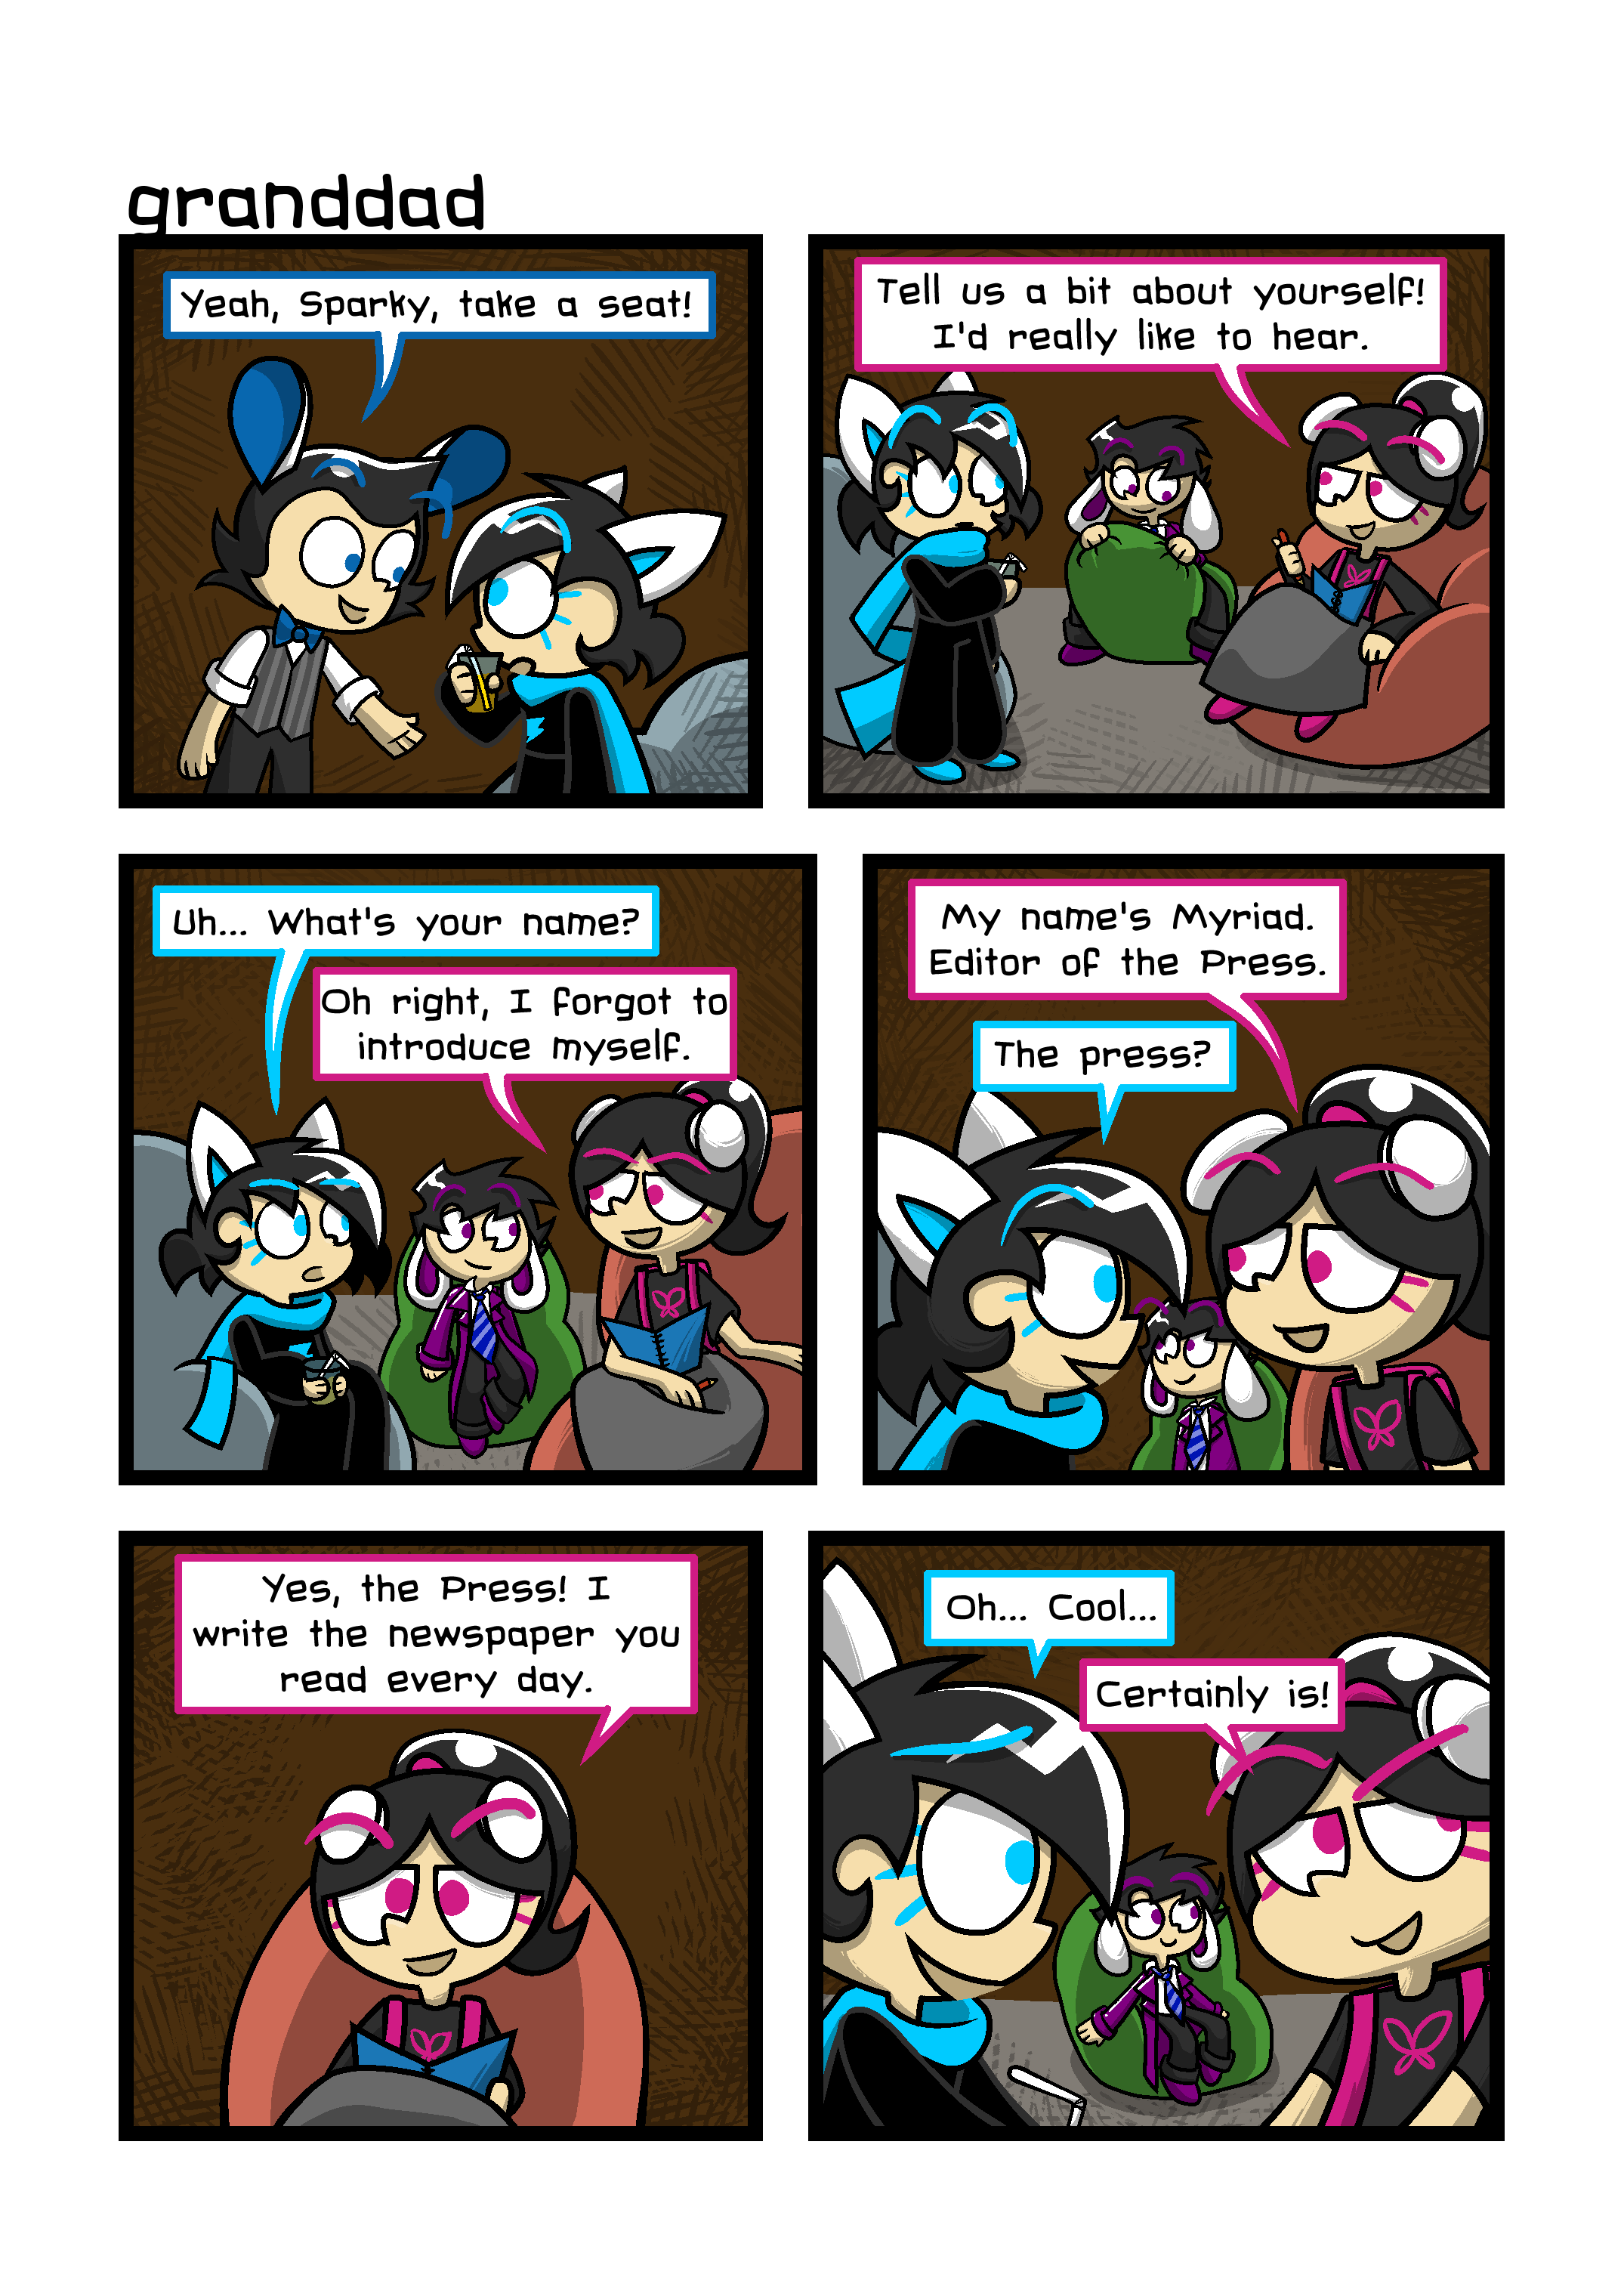 granddad
Yeah, Sparky, take a seat!
Tell us a bit about yourself!
I'd really like to hear.
Uh... What's your name?
Oh right, I forgot to
introduce myself.
My name's Myriad.
Editor of the Press.
The press?
Yes, the Press! I
write the newspaper you
read every day.
Oh... Cool...
Certainly is!